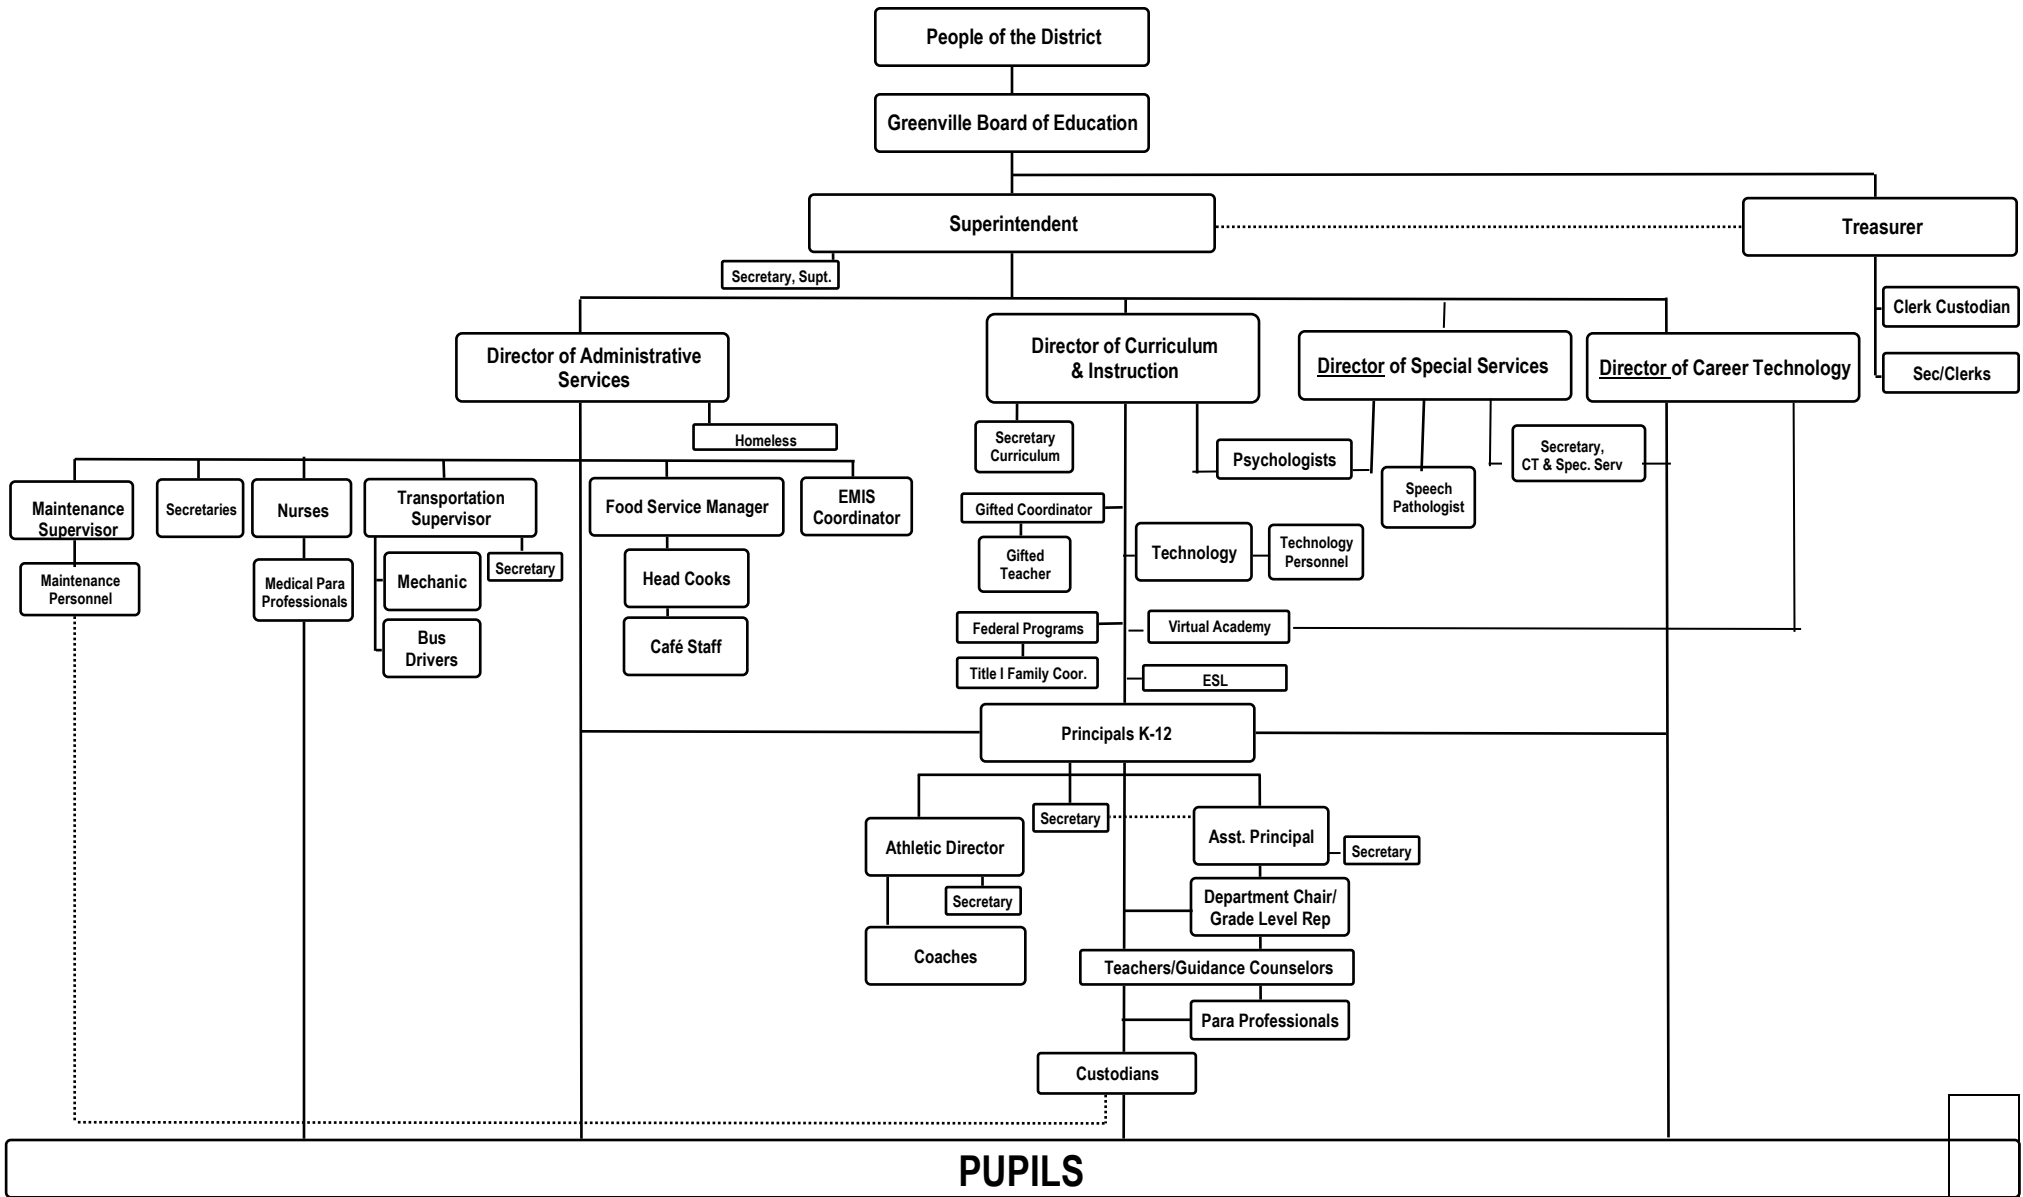 People of the District
Greenville Board of Education
Superintendent
Treasurer
Secretary, Supt.
Clerk Custodian
Sec/Clerks
Director of Administrative
Services
Director of Curriculum
& Instruction
Director of Special Services
Director of Career Technology
Homeless
Secretary
Curriculum
Psychologists
Secretary,
CT & Spec. Serv
Speech
Pathologist
Maintenance
Supervisor
Secretaries
Nurses
Transportation
Supervisor
Food Service Manager
EMIS
Coordinator
Gifted Coordinator
Gifted
Teacher
Technology
Technology
Personnel
Maintenance
Personnel
Medical Para
Professionals
Mechanic
Secretary
Bus
Drivers
Head Cooks
Café Staff
Federal Programs
Virtual Academy
Title I Family Coor.
ESL
Principals K-12
Secretary
Athletic Director
Asst. Principal
Secretary
Secretary
Coaches
Department Chair/
Grade Level Rep
Teachers/Guidance Counselors
Para Professionals
Custodians
PUPILS